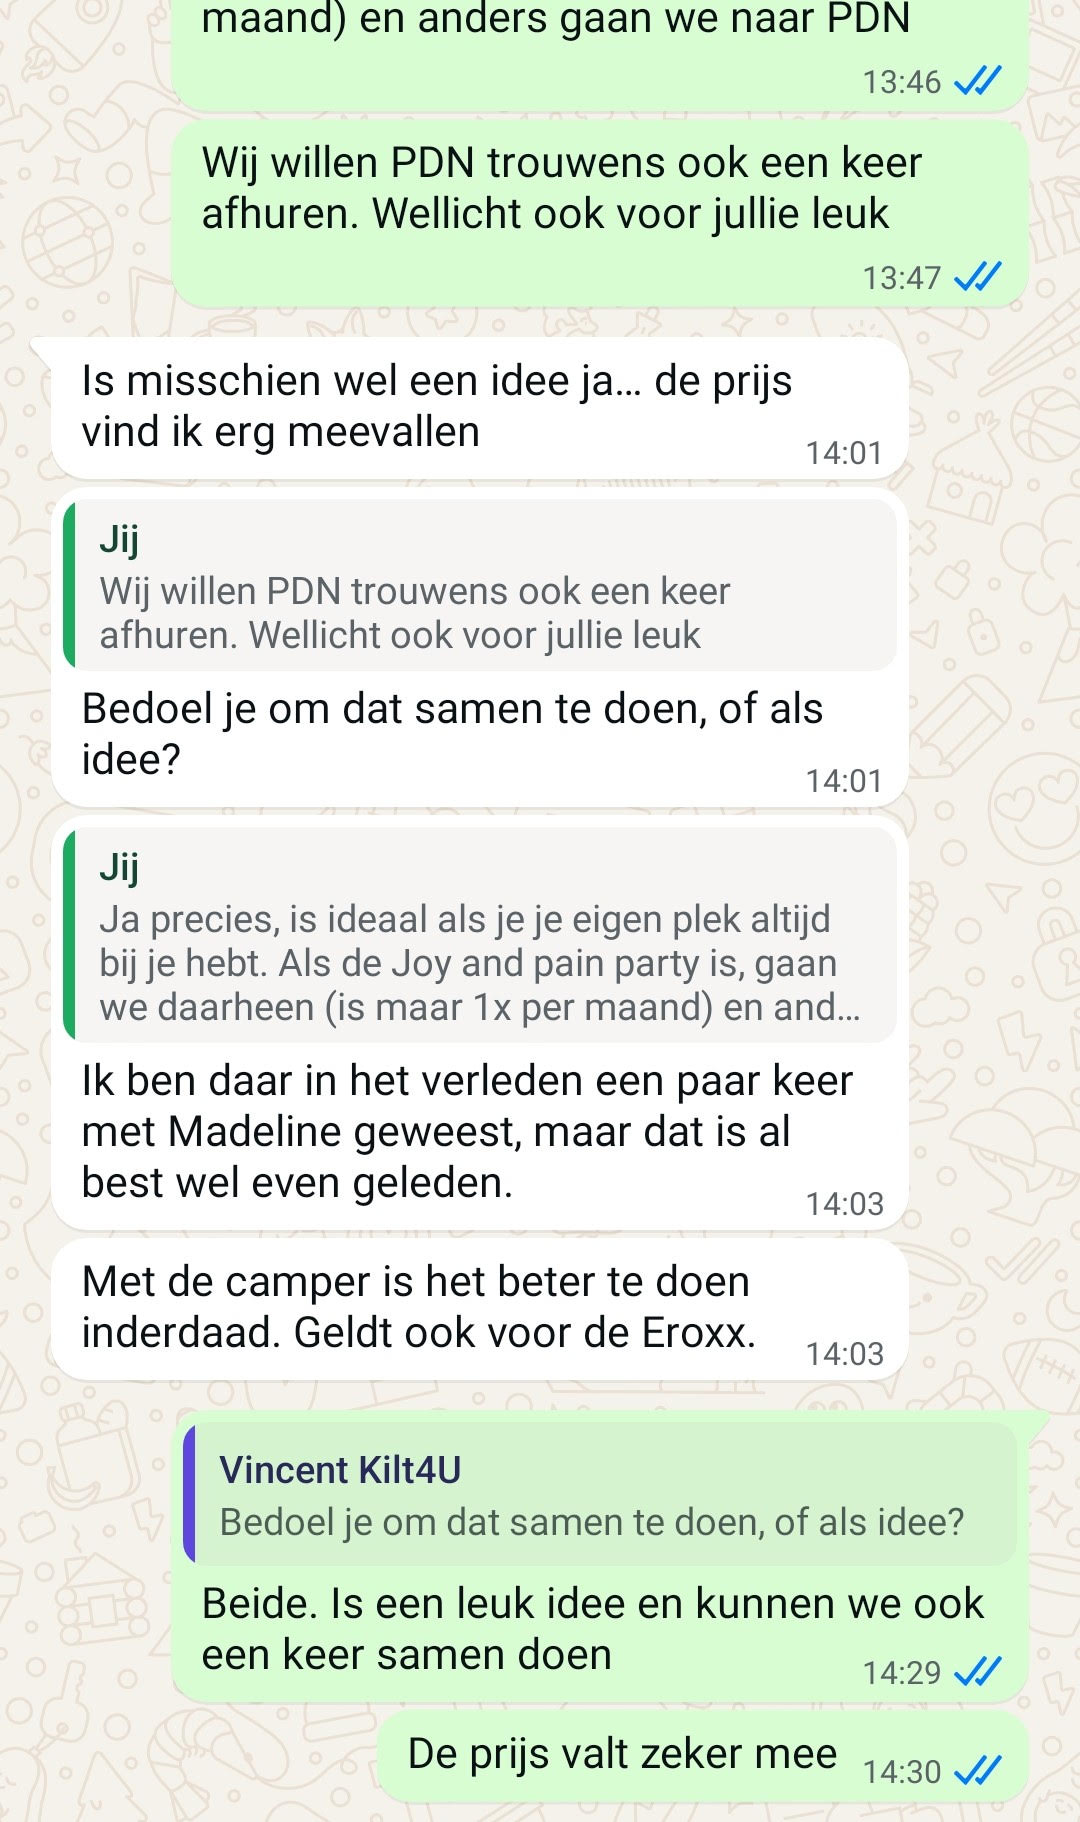 maand) en anders gaan we naar PDN
13:46
Wij willen PDN trouwens ook een keer
afhuren. Wellicht ook voor jullie leuk
13:47
Is misschien wel een idee ja... de prijs
vind ik erg meevallen
14:01
Jij
Wij willen PDN trouwens ook een keer
afhuren. Wellicht ook voor jullie leuk
Bedoel je om dat samen te doen, of als
idee?
14:01
Jij
Ja precies, is ideaal als je je eigen plek altijd
bij je hebt. Als de Joy and pain party is, gaan
we daarheen (is maar 1x per maand) en and...
Ik ben daar in het verleden een paar keer
met Madeline geweest, maar dat is al
best wel even geleden.
14:03
Met de camper is het beter te doen
inderdaad. Geldt ook voor de Eroxx.
14:03
Vincent Kilt4U
Bedoel je om dat samen te doen, of als idee?
Beide. Is een leuk idee en kunnen we ook
een keer samen doen
14:29
De prijs valt zeker mee
14:30